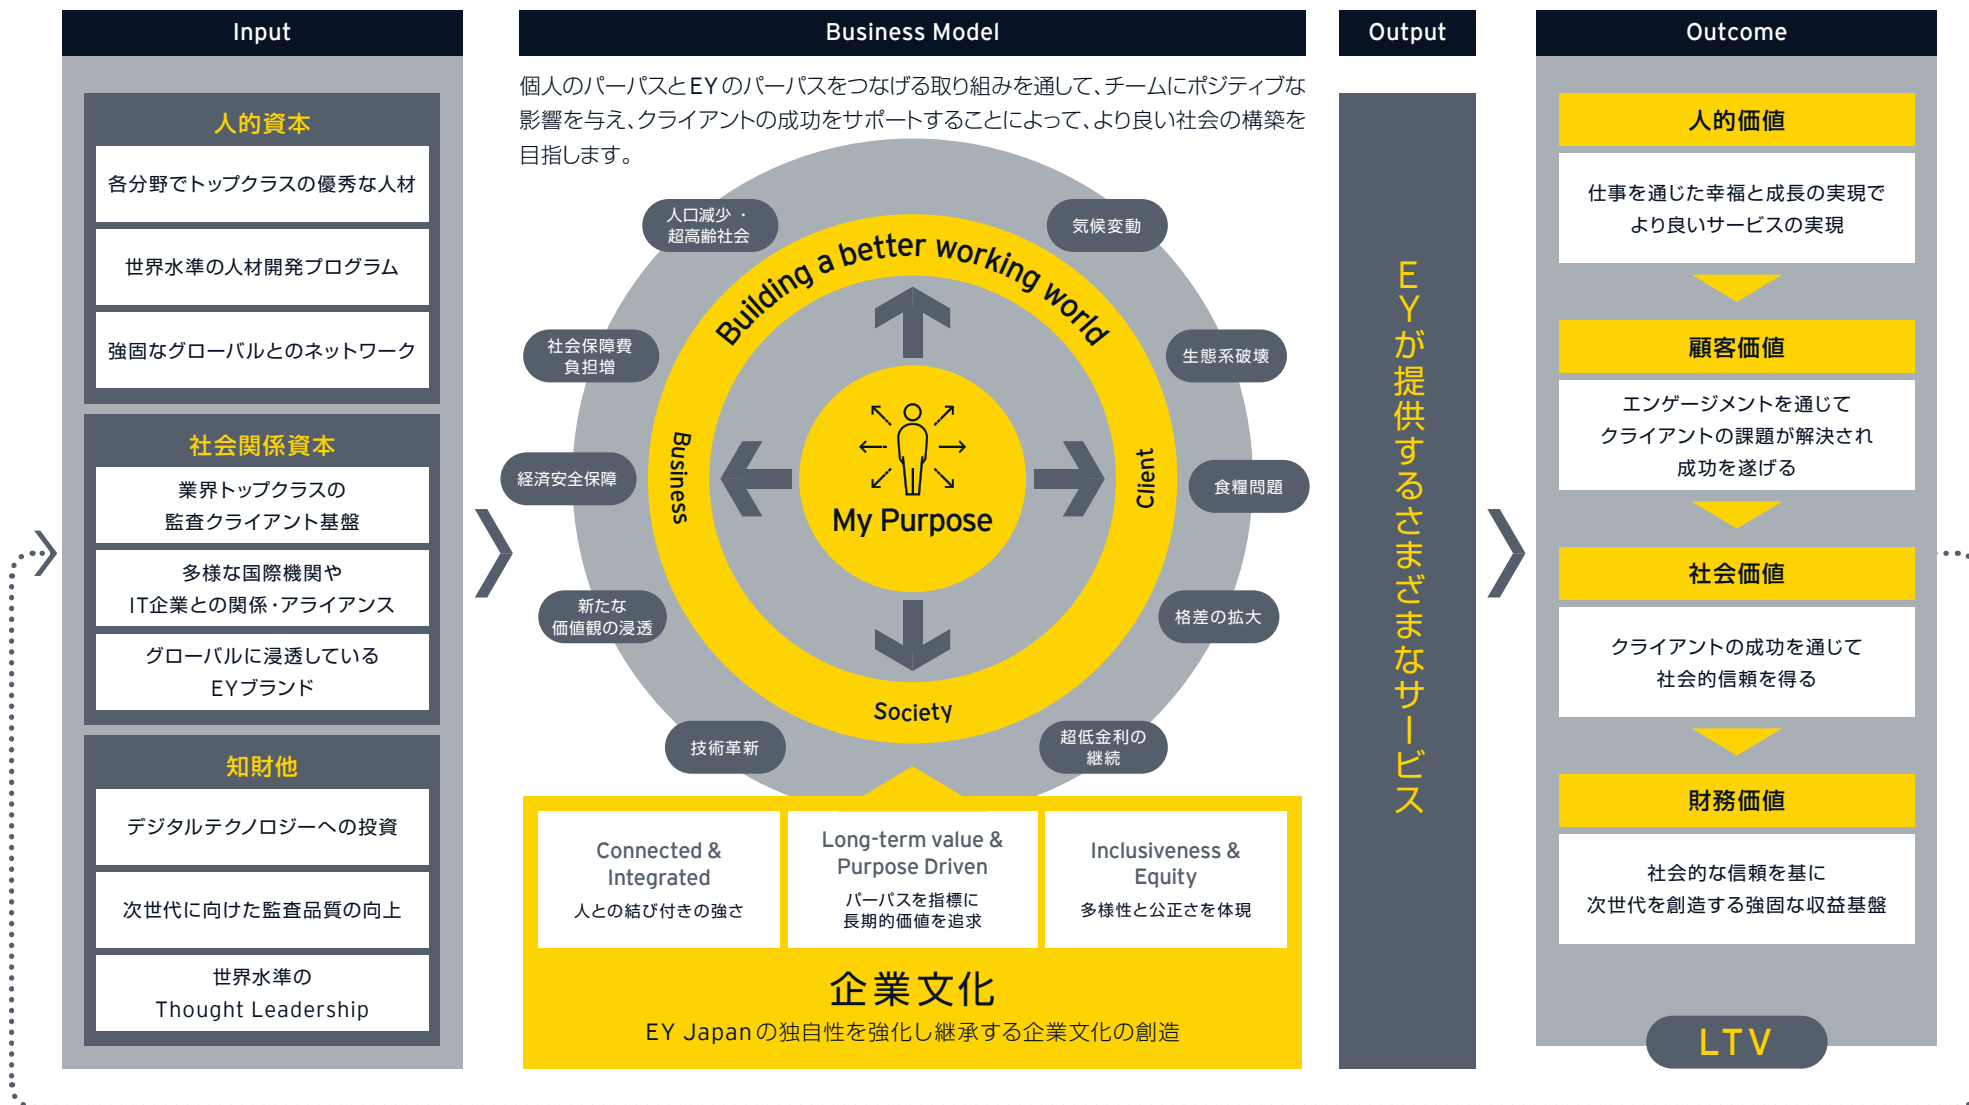 Input
人的資本
各分野でトップクラスの優秀な人材
世界水準の人材開発プログラム
強固なグローバルとのネットワーク
社会関係資本
業界トップクラスの
監査クライアント基盤
多様な国際機関や
IT企業との関係・アライアンス
グローバルに浸透している
EYブランド
知財他
デジタルテクノロジーへの投資
次世代に向けた監査品質の向上
世界水準の
Thought Leadership
Business Model
個人のパーパスとEYのパーパスをつなげる取り組みを通して、チームにポジティブな
影響を与え、クライアントの成功をサポートすることによって、より良い社会の構築を
目指します。
人口減少・
超高齢社会
気候変動
社会保障費
負担増
生態系破壊
経済安全保障
食糧問題
新たな
価値観の浸透
格差の拡大
技術革新
超低金利の
継続
Building a better working world
Business
Client
Society
My Purpose
Connected &
Integrated
人との結び付きの強さ
Long-term value &
Purpose Driven
パーパスを指標に
長期的価値を追求
Inclusiveness &
Equity
多様性と公正さを体現
企業文化
EY Japanの独自性を強化し継承する企業文化の創造
Output
EYが提供するさまざまなサービス
Outcome
人的価値
仕事を通じた幸福と成長の実現で
より良いサービスの実現
顧客価値
エンゲージメントを通じて
クライアントの課題が解決され
成功を遂げる
社会価値
クライアントの成功を通じて
社会的信頼を得る
財務価値
社会的な信頼を基に
次世代を創造する強固な収益基盤
LTV